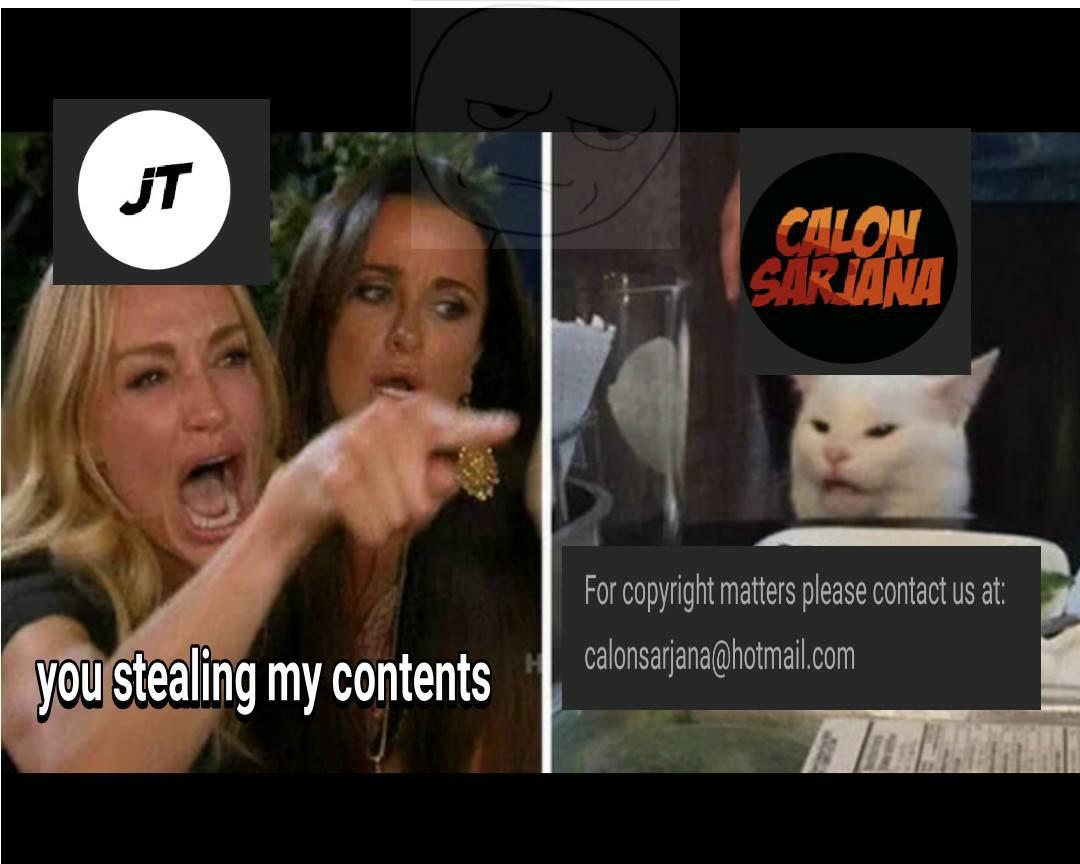 JT
CALON
SARJANA
you stealing my contents
For copyright matters please contact us at:
calonsarjana@hotmail.com